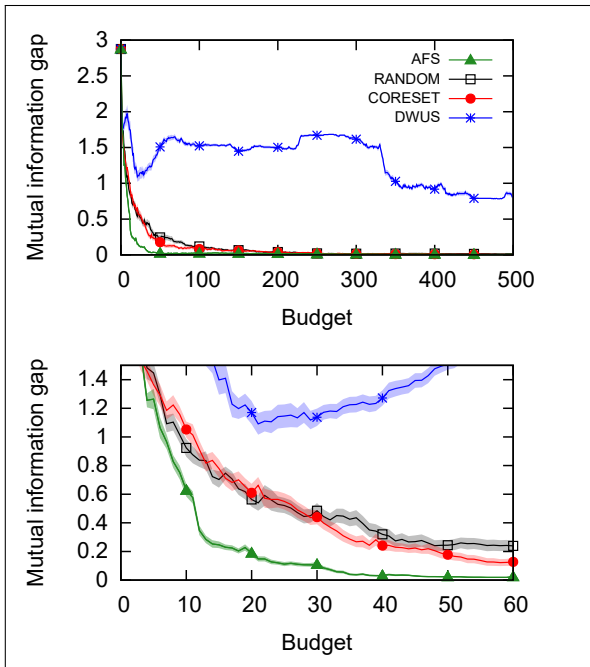 Mutual information gap
3
2.5
2
1.5
1
0.5
0
AFS
RANDOM
CORESET
DWUS
0 100 200 300 400 500
Budget
Mutual information gap
1.4
1.2
1
0.8
0.6
0.4
0.2
0
0 10 20 30 40 50 60
Budget